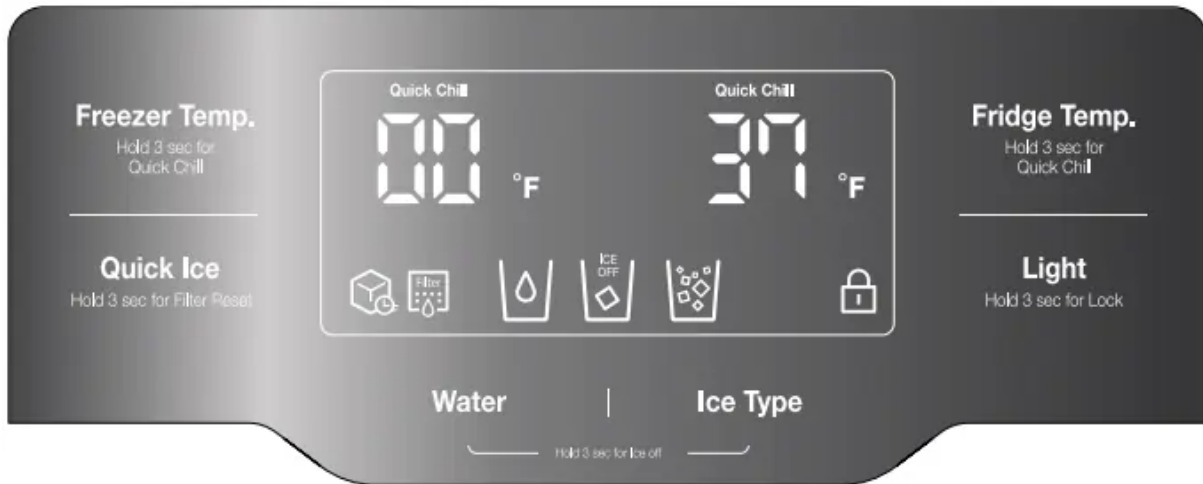 Freezer Temp.
Hold 3 sec for
Quick Chill
Quick Ice
Hold 3 sec for Filter Reset
Quick Chill
00 °F
Quick Chill
37 °F
Filter
ICE
OFF
Fridge Temp.
Hold 3 sec for
Quick Chill
Light
Hold 3 sec for Lock
Water | Ice Type
Hold 3 sec for Ice off